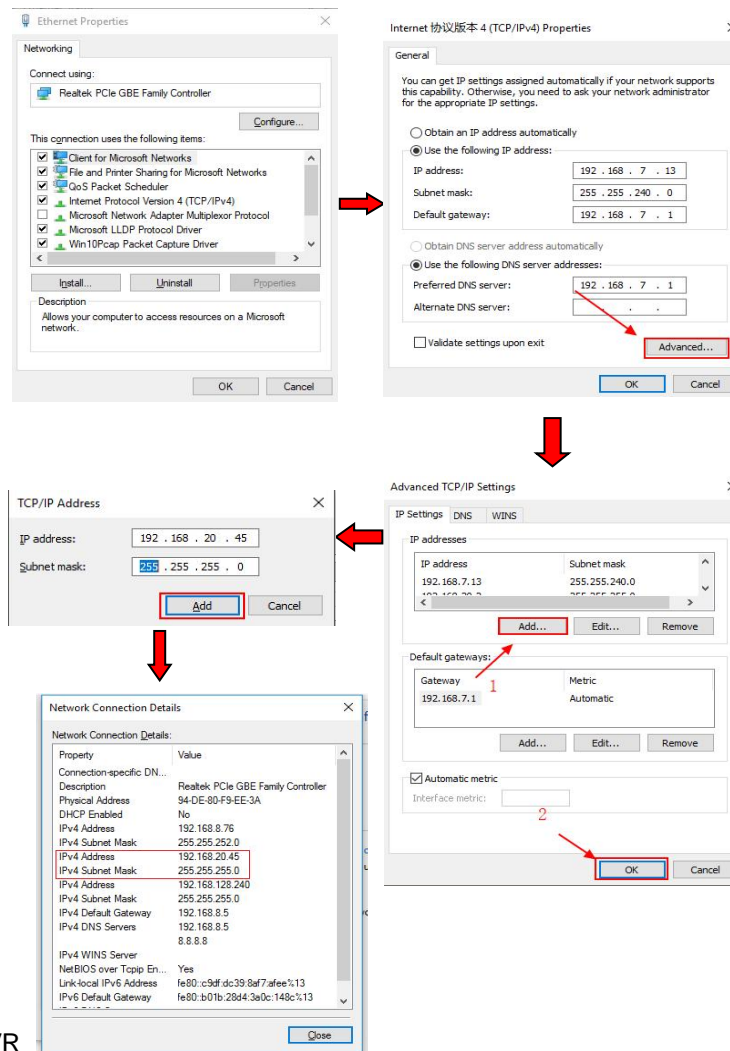 Ethernet Properties
Networking
Connect using:
Realtek PCIe GBE Family Controller
Configure...
This connection uses the following items:
Client for Microsoft Networks
File and Printer Sharing for Microsoft Networks
QoS Packet Scheduler
Internet Protocol Version 4 (TCP/IPv4)
Microsoft Network Adapter Multiplexor Protocol
Microsoft LLDP Protocol Driver
Win10Pcap Packet Capture Driver
Install... Uninstall Properties
Description
Allows your computer to access resources on a Microsoft
network.
OK Cancel
Internet 协议版本 4 (TCP/IPv4) Properties
General
You can get IP settings assigned automatically if your network supports
this capability. Otherwise, you need to ask your network administrator
for the appropriate IP settings.
Obtain an IP address automatically
Use the following IP address:
IP address: 192 . 168 . 7 . 13
Subnet mask: 255 . 255 . 240 . 0
Default gateway: 192 . 168 . 7 . 1
Obtain DNS server address automatically
Use the following DNS server addresses:
Preferred DNS server: 192 . 168 . 7 . 1
Alternate DNS server: . . .
Validate settings upon exit
Advanced...
OK Cancel
Advanced TCP/IP Settings
IP Settings DNS WINS
IP addresses
IP address Subnet mask
192.168.7.13 255.255.240.0
Add... Edit... Remove
Default gateways:
Gateway Metric
192.168.7.1 Automatic
1
Add... Edit... Remove
Automatic metric
Interface metric:
2
OK Cancel
TCP/IP Address
IP address: 192 . 168 . 20 . 45
Subnet mask: 255 . 255 . 255 . 0
Add Cancel
Network Connection Details
Network Connection Details:
Property Value
Connection-specific DN...
Description Realtek PCIe GBE Family Controller
Physical Address 94-DE-80-F9-EE-3A
DHCP Enabled No
IPv4 Address 192.168.8.76
IPv4 Subnet Mask 255.255.252.0
IPv4 Address 192.168.20.45
IPv4 Subnet Mask 255.255.255.0
IPv4 Address 192.168.128.240
IPv4 Subnet Mask 255.255.255.0
IPv4 Default Gateway 192.168.8.5
IPv4 DNS Servers 192.168.8.5
8.8.8.8
IPv4 WINS Server
NetBIOS over Tcpip En... Yes
Link-local IPv6 Address fe80::c9df:dc39:8af7:afee%13
IPv6 Default Gateway fe80::b01b:28d4:3a0c:148c%13
Close